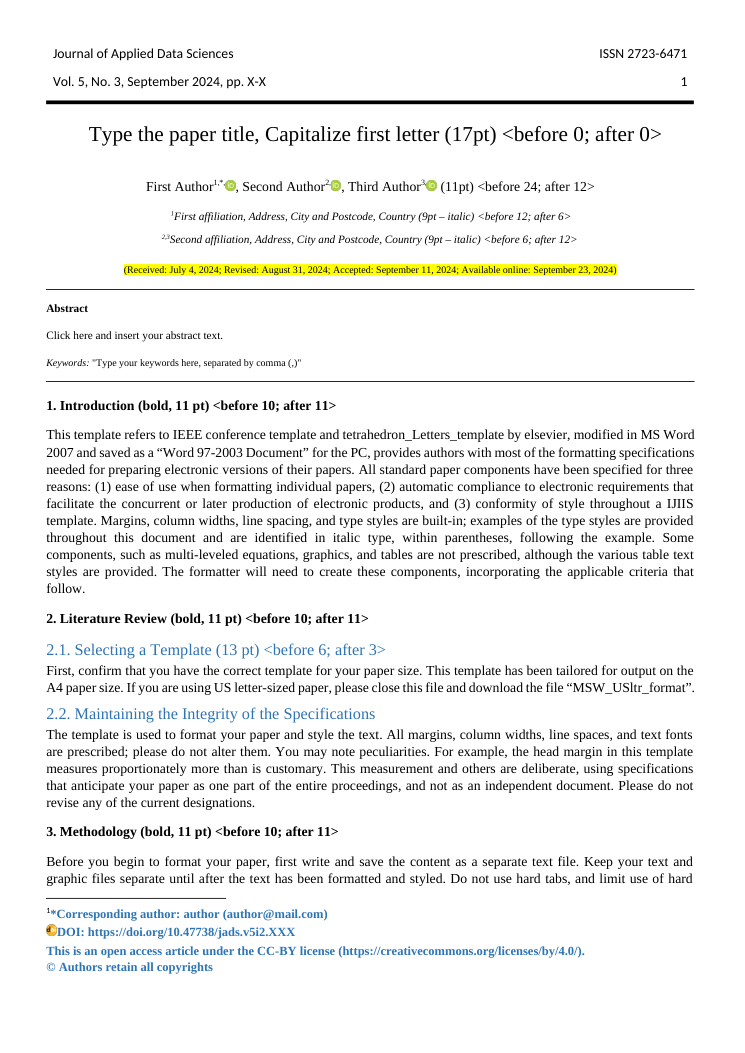 Journal of Applied Data Sciences ISSN 2723-6471
Vol. 5, No. 3, September 2024, pp. X-X 1
Type the paper title, Capitalize first letter (17pt) <before 0; after 0>
First Author1,*, Second Author2, Third Author3 (11pt) <before 24; after 12>
1First affiliation, Address, City and Postcode, Country (9pt – italic) <before 12; after 6>
2,3Second affiliation, Address, City and Postcode, Country (9pt – italic) <before 6; after 12>
(Received: July 4, 2024; Revised: August 31, 2024; Accepted: September 11, 2024; Available online: September 23, 2024)
Abstract
Click here and insert your abstract text.
Keywords: "Type your keywords here, separated by comma (,)"
1. Introduction (bold, 11 pt) <before 10; after 11>
This template refers to IEEE conference template and tetrahedron_Letters_template by elsevier, modified in MS Word
2007 and saved as a “Word 97-2003 Document” for the PC, provides authors with most of the formatting specifications
needed for preparing electronic versions of their papers. All standard paper components have been specified for three
reasons: (1) ease of use when formatting individual papers, (2) automatic compliance to electronic requirements that
facilitate the concurrent or later production of electronic products, and (3) conformity of style throughout a IJIIS
template. Margins, column widths, line spacing, and type styles are built-in; examples of the type styles are provided
throughout this document and are identified in italic type, within parentheses, following the example. Some
components, such as multi-leveled equations, graphics, and tables are not prescribed, although the various table text
styles are provided. The formatter will need to create these components, incorporating the applicable criteria that
follow.
2. Literature Review (bold, 11 pt) <before 10; after 11>
2.1. Selecting a Template (13 pt) <before 6; after 3>
First, confirm that you have the correct template for your paper size. This template has been tailored for output on the
A4 paper size. If you are using US letter-sized paper, please close this file and download the file “MSW_USltr_format”.
2.2. Maintaining the Integrity of the Specifications
The template is used to format your paper and style the text. All margins, column widths, line spaces, and text fonts
are prescribed; please do not alter them. You may note peculiarities. For example, the head margin in this template
measures proportionately more than is customary. This measurement and others are deliberate, using specifications
that anticipate your paper as one part of the entire proceedings, and not as an independent document. Please do not
revise any of the current designations.
3. Methodology (bold, 11 pt) <before 10; after 11>
Before you begin to format your paper, first write and save the content as a separate text file. Keep your text and
graphic files separate until after the text has been formatted and styled. Do not use hard tabs, and limit use of hard
1*Corresponding author: author (author@mail.com)
DOI: https://doi.org/10.47738/jads.v5i2.XXX
This is an open access article under the CC-BY license (https://creativecommons.org/licenses/by/4.0/).
© Authors retain all copyrights